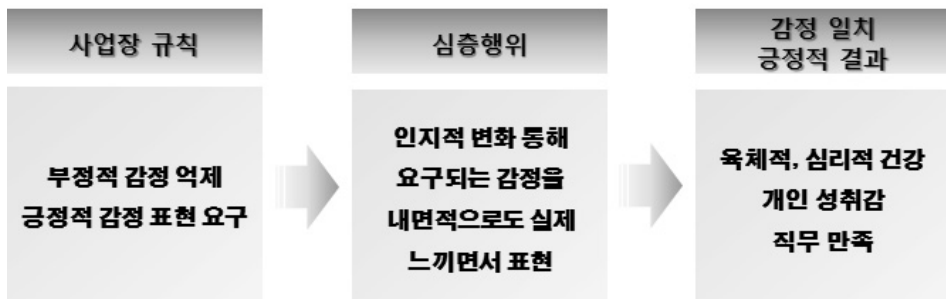 사업장 규칙
부정적 감정 억제
긍정적 감정 표현 요구
심층행위
인지적 변화 통해
요구되는 감정을
내면적으로도 실제
느끼면서 표현
감정 일치
긍정적 결과
육체적, 심리적 건강
개인 성취감
직무 만족